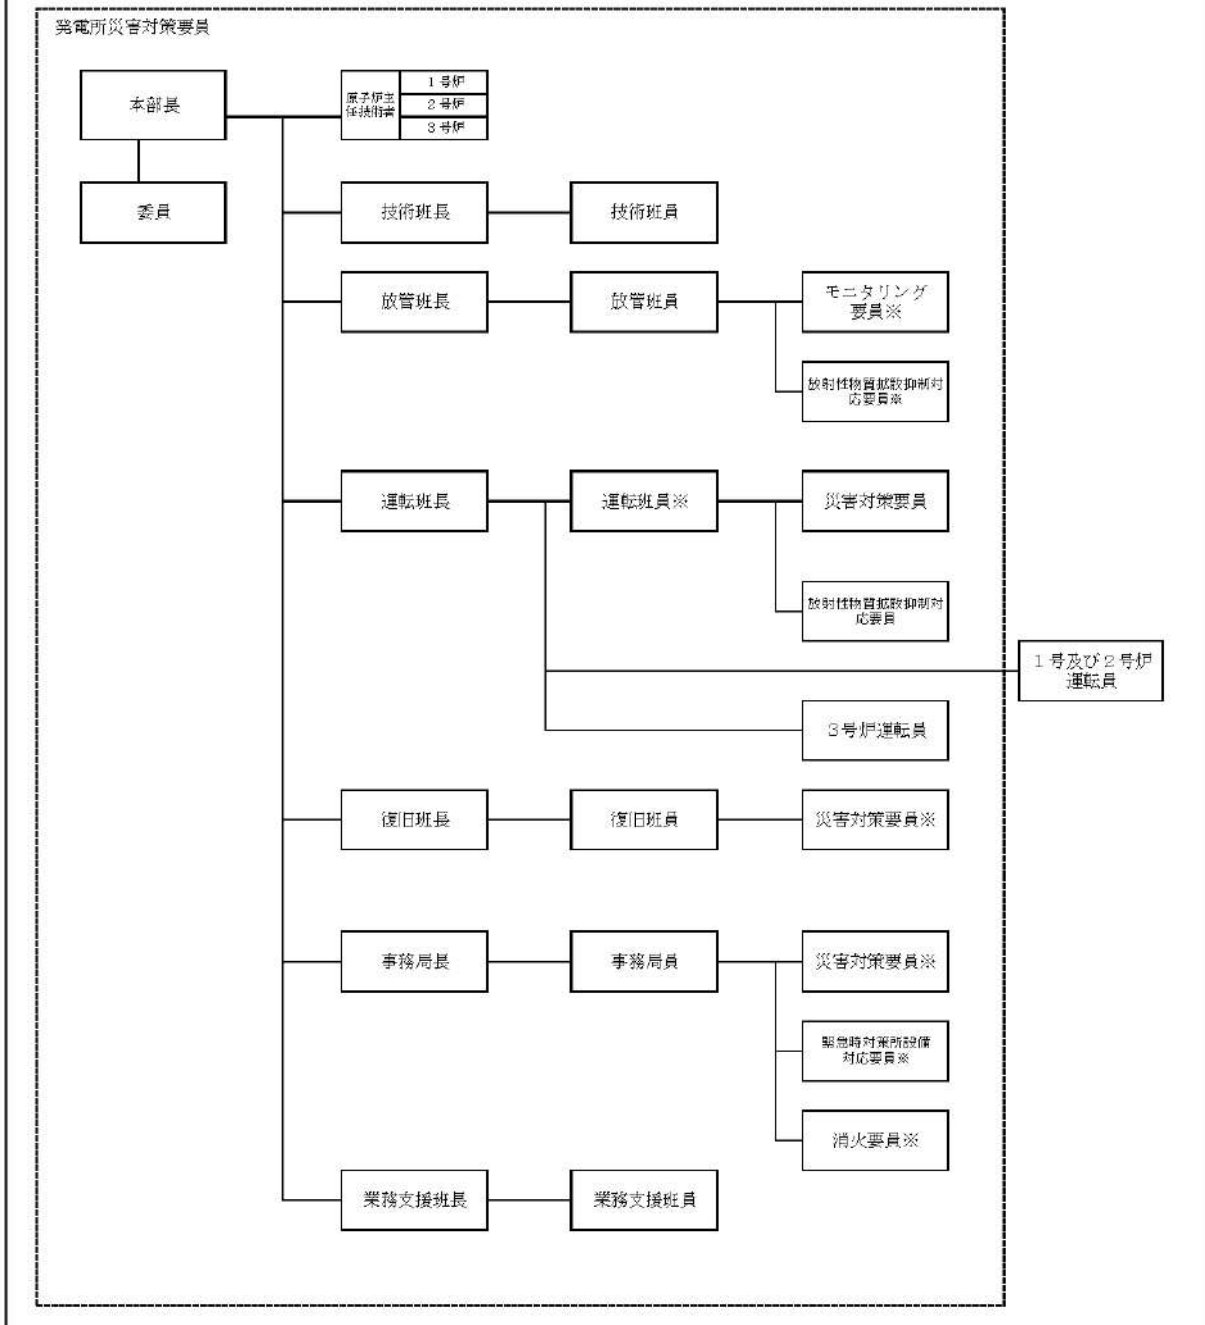 発電所災害対策要員
本部長
原子炉主
任技術者
1号炉
2号炉
3号炉
委員
技術班長
技術班員
放管班長
放管班員
モニタリング
要員※
放射性物質拡散抑制対
応要員※
運転班長
運転班員※
災害対策要員
放射性物質拡散抑制対
応要員
1号及び2号炉
運転員
3号炉運転員
復旧班長
復旧班員
災害対策要員※
事務局長
事務局員
災害対策要員※
緊急時対策所設備
対応要員※
消火要員※
業務支援班長
業務支援班員